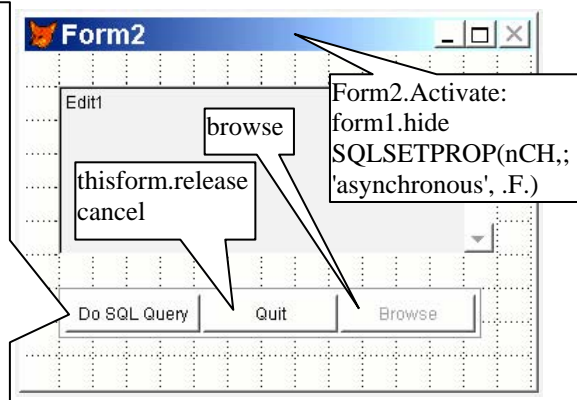 Form2
Form2.Activate:
form1.hide
SQLSETPROP(nCH,;
'asynchronous', .F.)
Edit1
browse
thisform.release
cancel
Do SQL Query
Quit
Browse